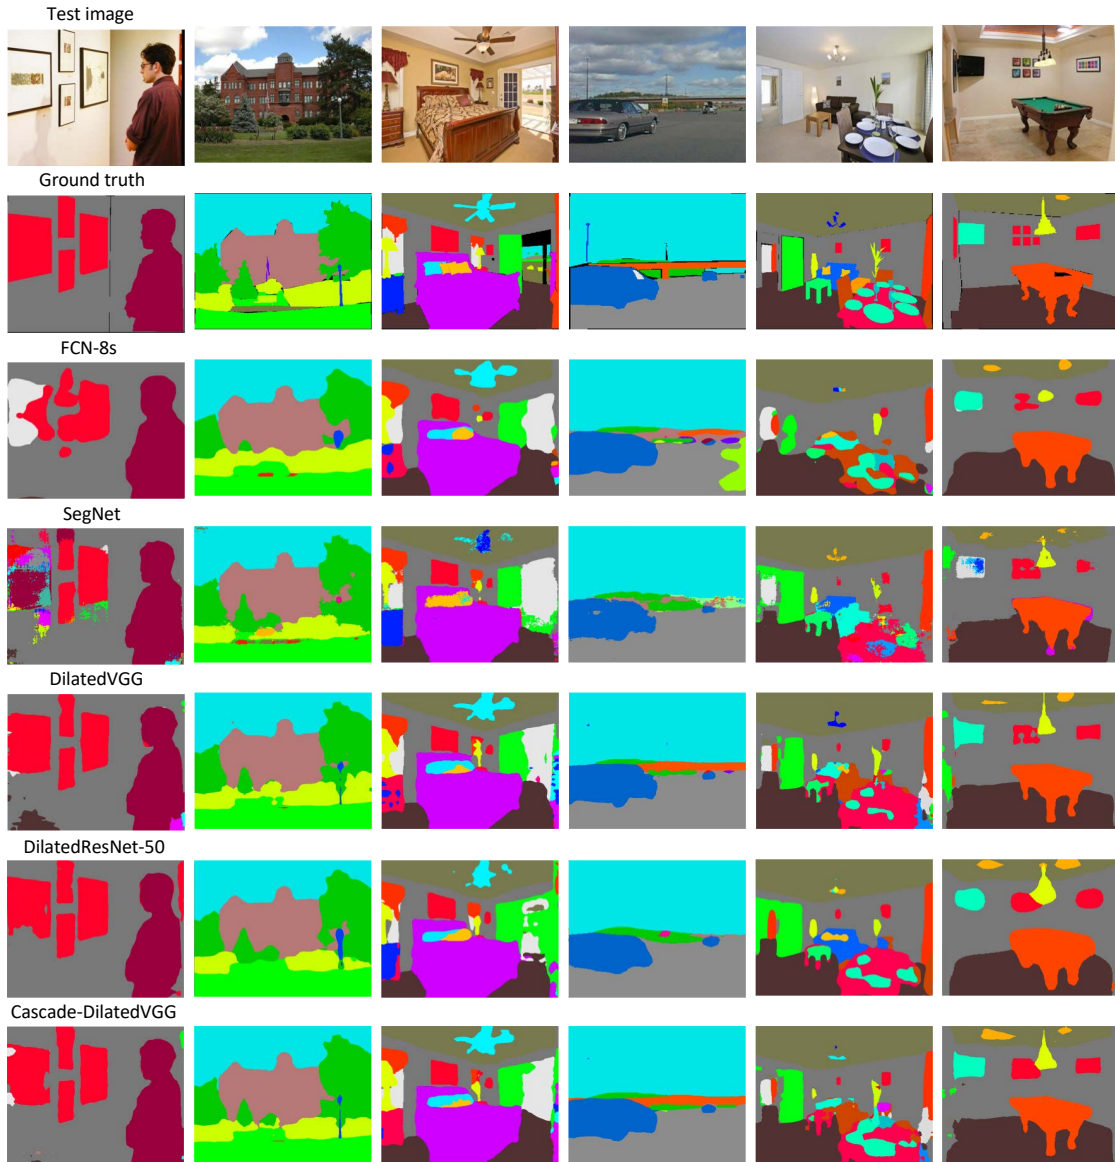 Test image
Ground truth
FCN-8s
SegNet
DilatedVGG
DilatedResNet-50
Cascade-DilatedVGG